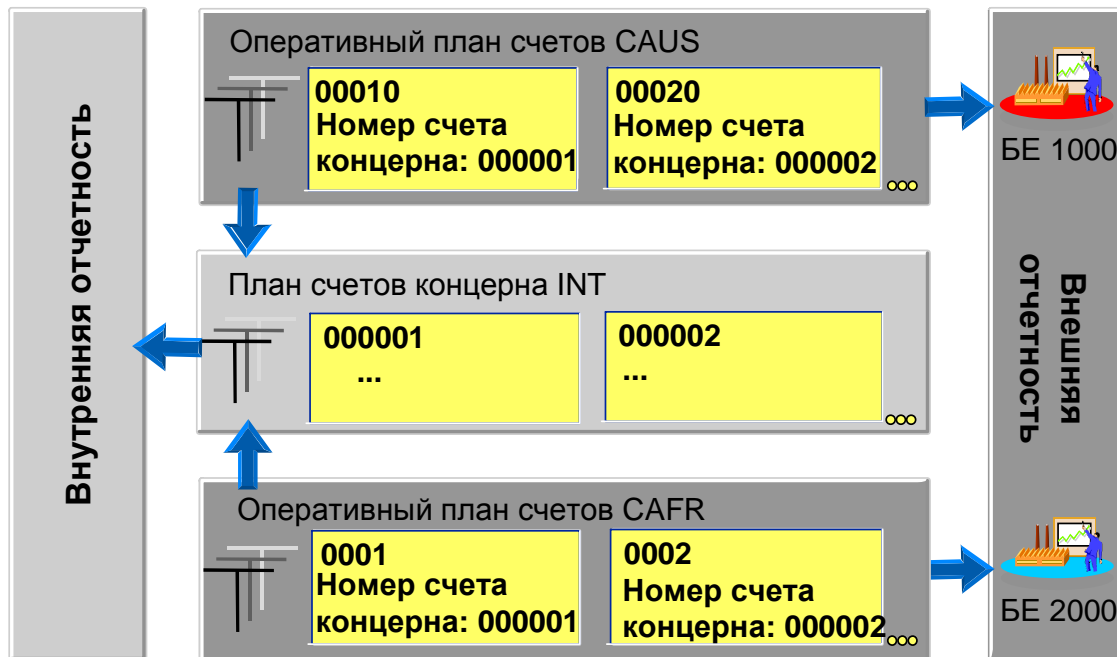 Внутренняя отчетность
Оперативный план счетов CAUS
00010
Номер счета
концерна: 000001
00020
Номер счета
концерна: 000002
План счетов концерна INT
000001
...
000002
...
Оперативный план счетов CAFR
0001
Номер счета
концерна: 000001
0002
Номер счета
концерна: 000002
БЕ 1000
Внешняя
отчетность
БЕ 2000